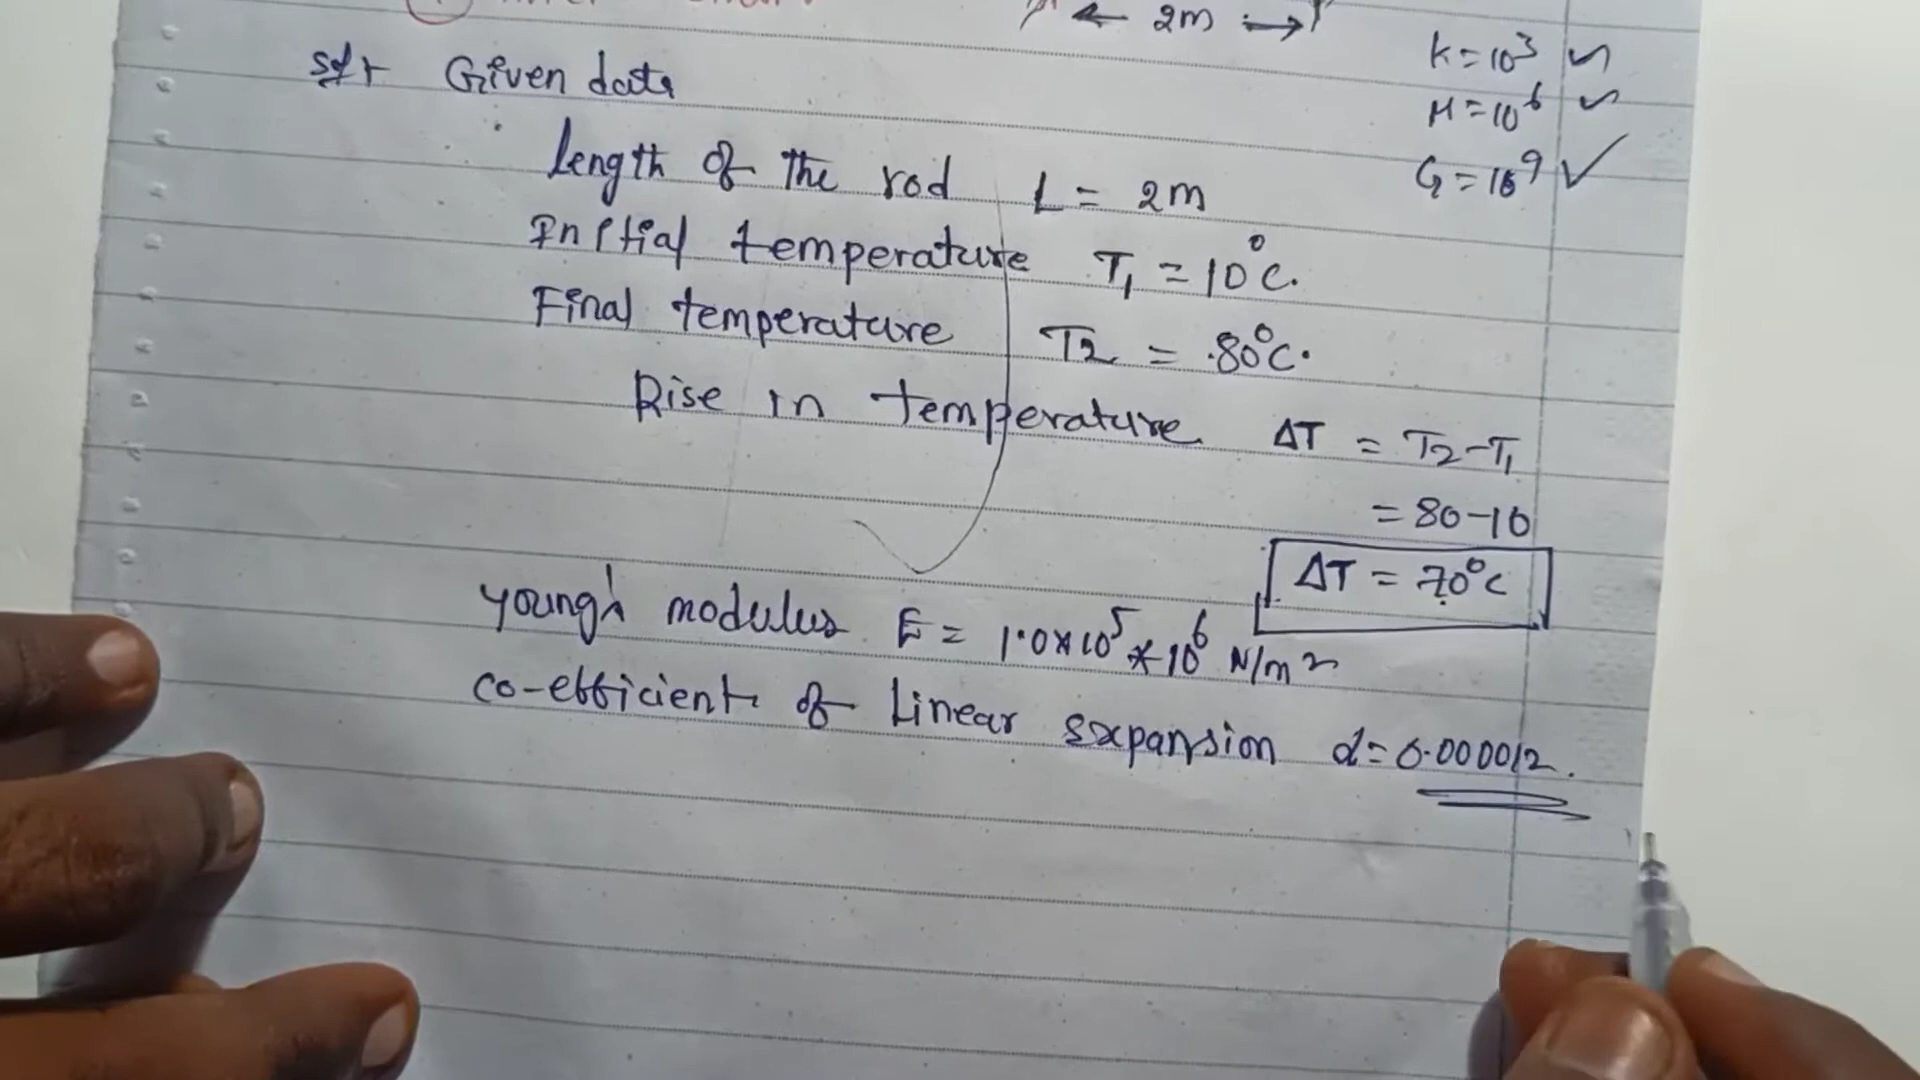 ← 2m →
K=10³
M=10⁶
G=10⁹ ✓
Given data
Length of the rod L = 2m
Initial temperature T₁ = 10°C.
Final temperature T₂ = 80°C.
Rise in temperature ΔT = T₂-T₁
= 80-10
ΔT = 70°C
young's modulus E = 1.0×10⁵×10⁶ N/m²
co-efficient of Linear expansion α=0.000012.